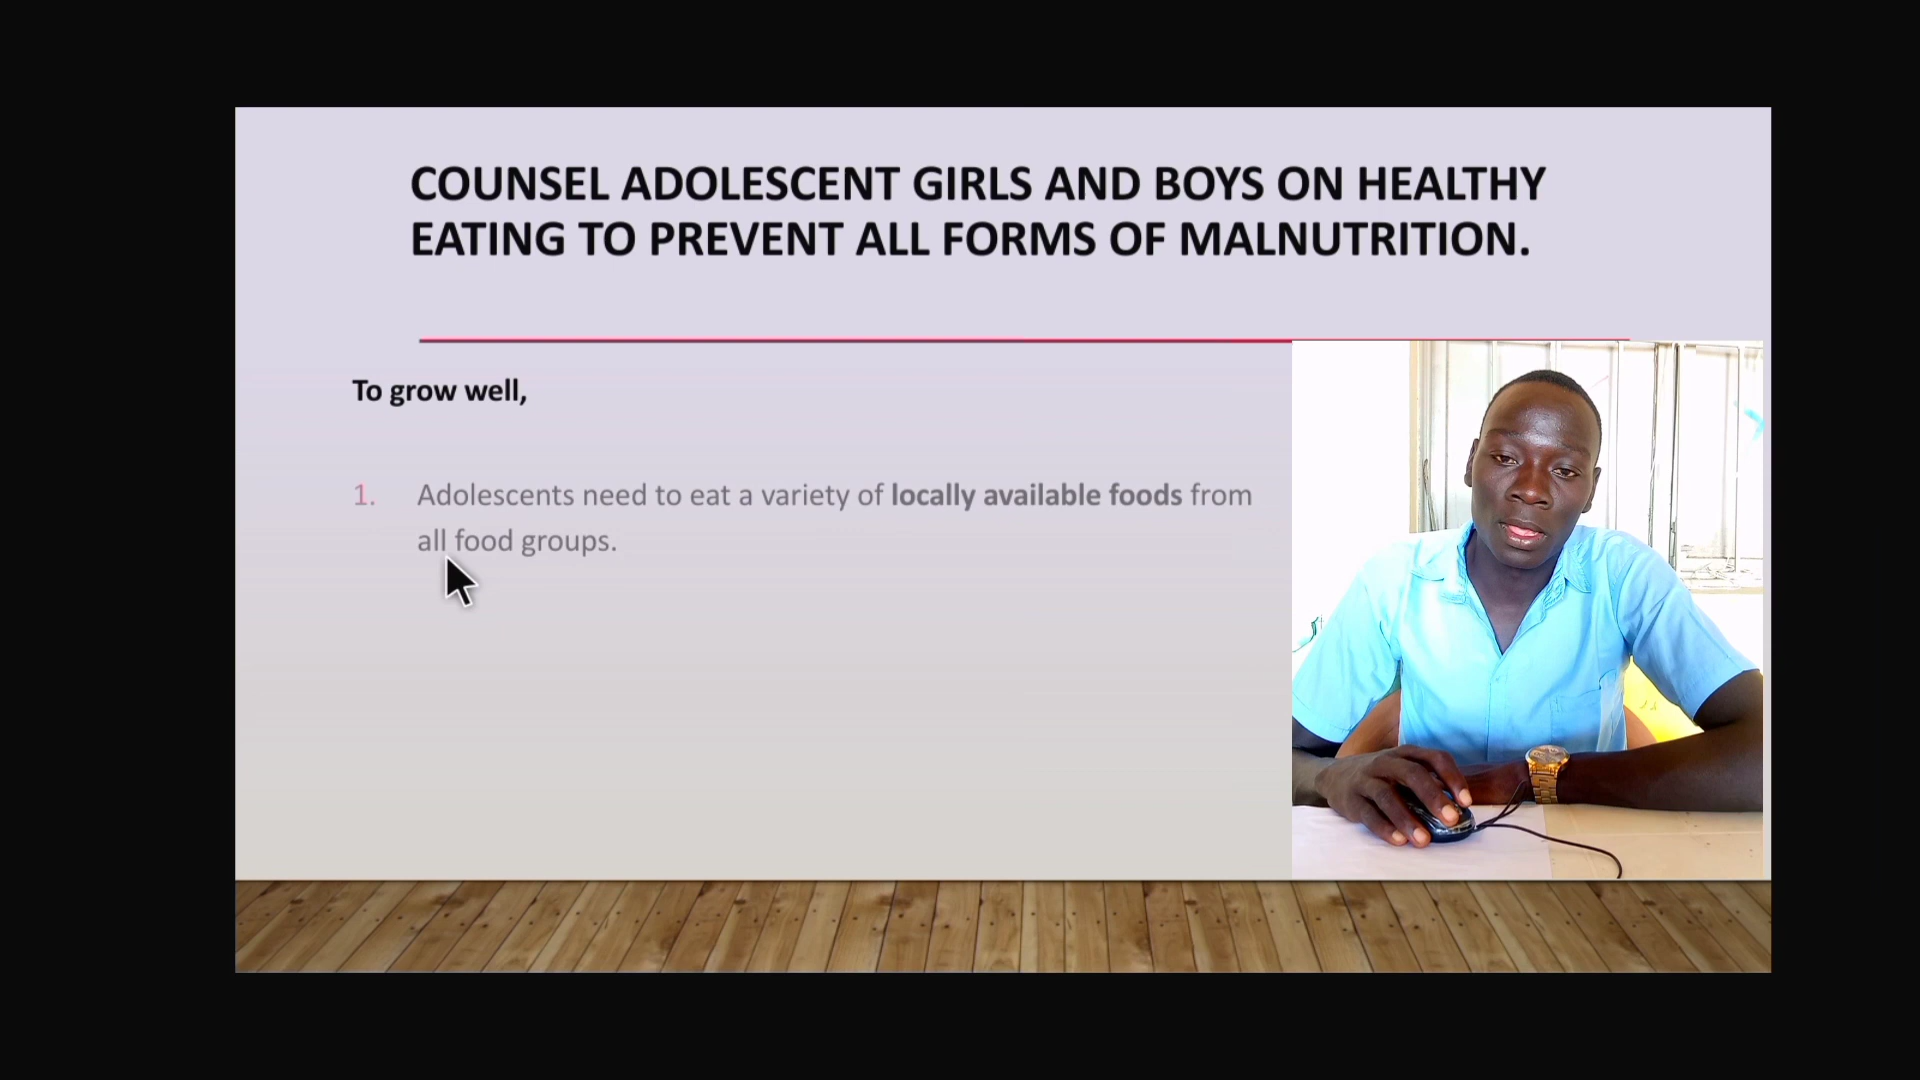 COUNSEL ADOLESCENT GIRLS AND BOYS ON HEALTHY
EATING TO PREVENT ALL FORMS OF MALNUTRITION.
To grow well,
1. Adolescents need to eat a variety of locally available foods from
all food groups.